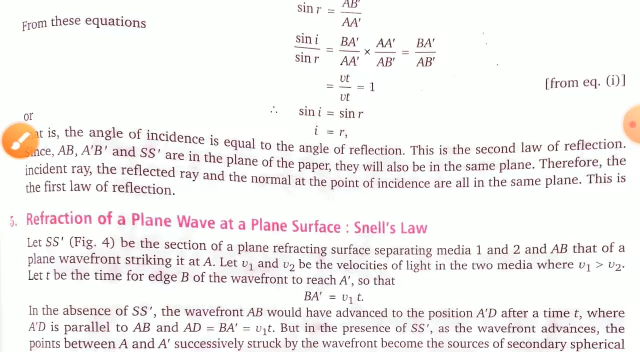 sin r = AB'/AA'
From these equations
sin i/sin r = BA'/AA' × AA'/AB' = BA'/AB'
= υt/υt = 1 [from eq. (i)]
∴ sin i = sin r
or i = r,
is, the angle of incidence is equal to the angle of reflection. This is the second law of reflection.
Since, AB, A'B' and SS' are in the plane of the paper, they will also be in the same plane. Therefore, the
incident ray, the reflected ray and the normal at the point of incidence are all in the same plane. This is
the first law of reflection.
5. Refraction of a Plane Wave at a Plane Surface : Snell's Law
Let SS' (Fig. 4) be the section of a plane refracting surface separating media 1 and 2 and AB that of a
plane wavefront striking it at A. Let υ₁ and υ₂ be the velocities of light in the two media where υ₁ > υ₂.
Let t be the time for edge B of the wavefront to reach A', so that
BA' = υ₁ t.
In the absence of SS', the wavefront AB would have advanced to the position A'D after a time t, where
A'D is parallel to AB and AD = BA' = υ₁t. But in the presence of SS', as the wavefront advances, the
points between A and A' successively struck by the wavefront become the sources of secondary spherical